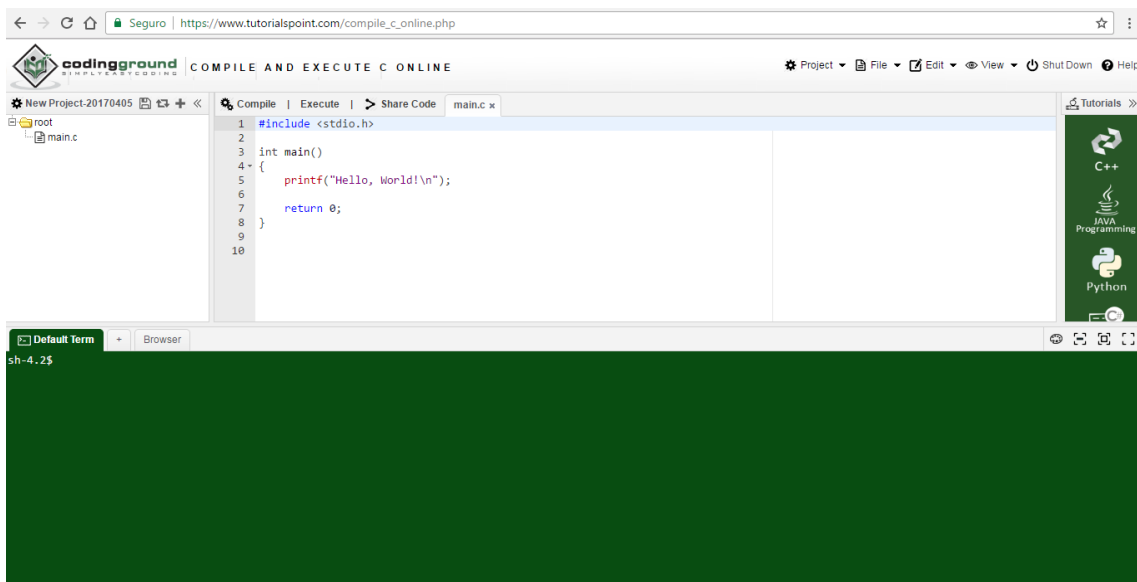 Seguro | https://www.tutorialspoint.com/compile_c_online.php
codingground COMPILE AND EXECUTE C ONLINE Project File Edit View Shut Down Help
SIMPLYEASYCODING
New Project-20170405 Compile | Execute | Share Code main.c x Tutorials
root
main.c
1 #include <stdio.h>
2
3 int main()
4 {
5 printf("Hello, World!\n");
6
7 return 0;
8 }
9
10
C++
JAVA
Programming
Python
C#
Default Term + Browser
sh-4.2$